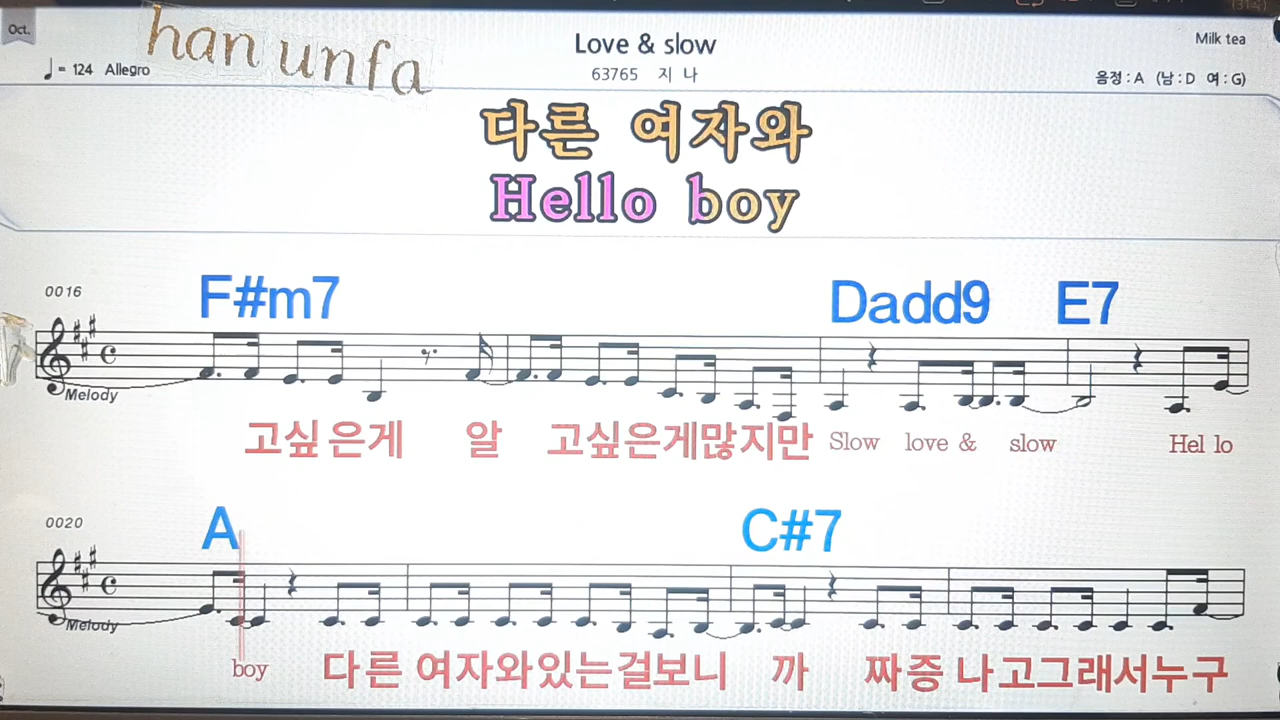 (31곡)
Oct.
han unfa
Love & slow
Milk tea
♩= 124 Allegro
63765 지 나
음정 : A (남 : D 여 : G)
다른 여자와
Hello boy
0016
F#m7 Dadd9 E7
Melody
고싶은게 알 고싶은게많지만 Slow love & slow Hel lo
0020
A C#7
Melody
boy 다른 여자와있는걸보니 까 짜증 나고그래서누구